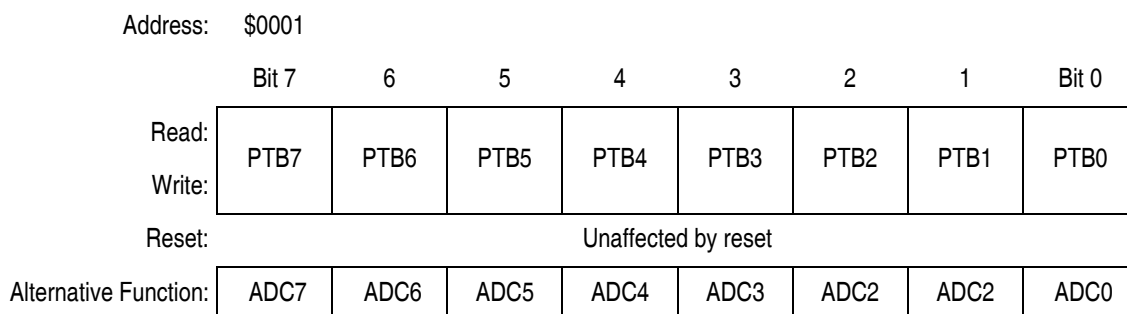 Address: $0001
Bit 7 6 5 4 3 2 1 Bit 0
Read:
PTB7 PTB6 PTB5 PTB4 PTB3 PTB2 PTB1 PTB0
Write:
Reset: Unaffected by reset
Alternative Function: ADC7 ADC6 ADC5 ADC4 ADC3 ADC2 ADC2 ADC0